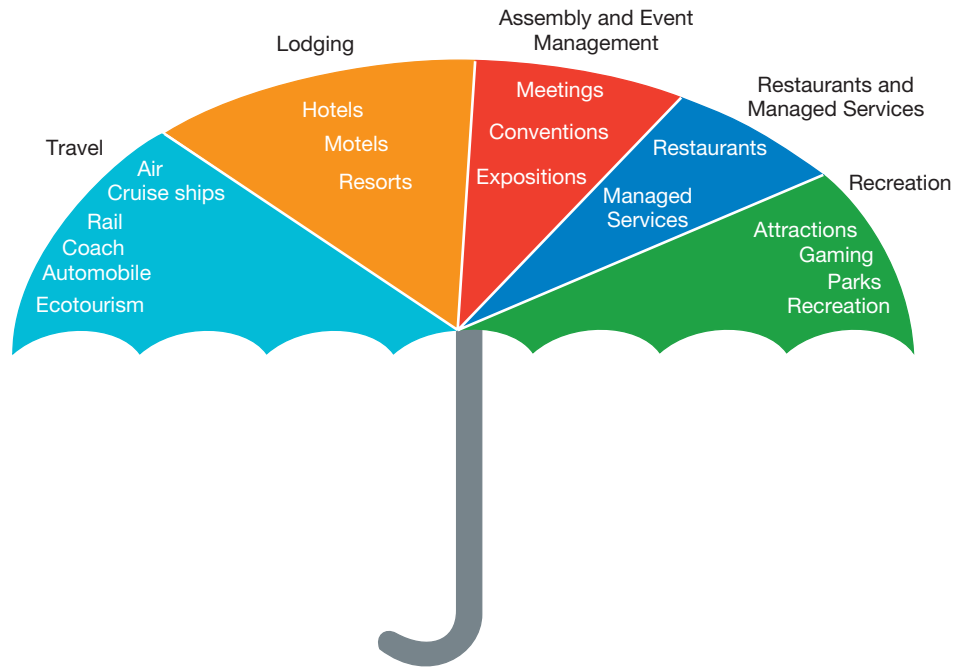 Travel
Air
Cruise ships
Rail
Coach
Automobile
Ecotourism
Lodging
Hotels
Motels
Resorts
Assembly and Event
Management
Meetings
Conventions
Expositions
Restaurants and
Managed Services
Restaurants
Managed
Services
Recreation
Attractions
Gaming
Parks
Recreation